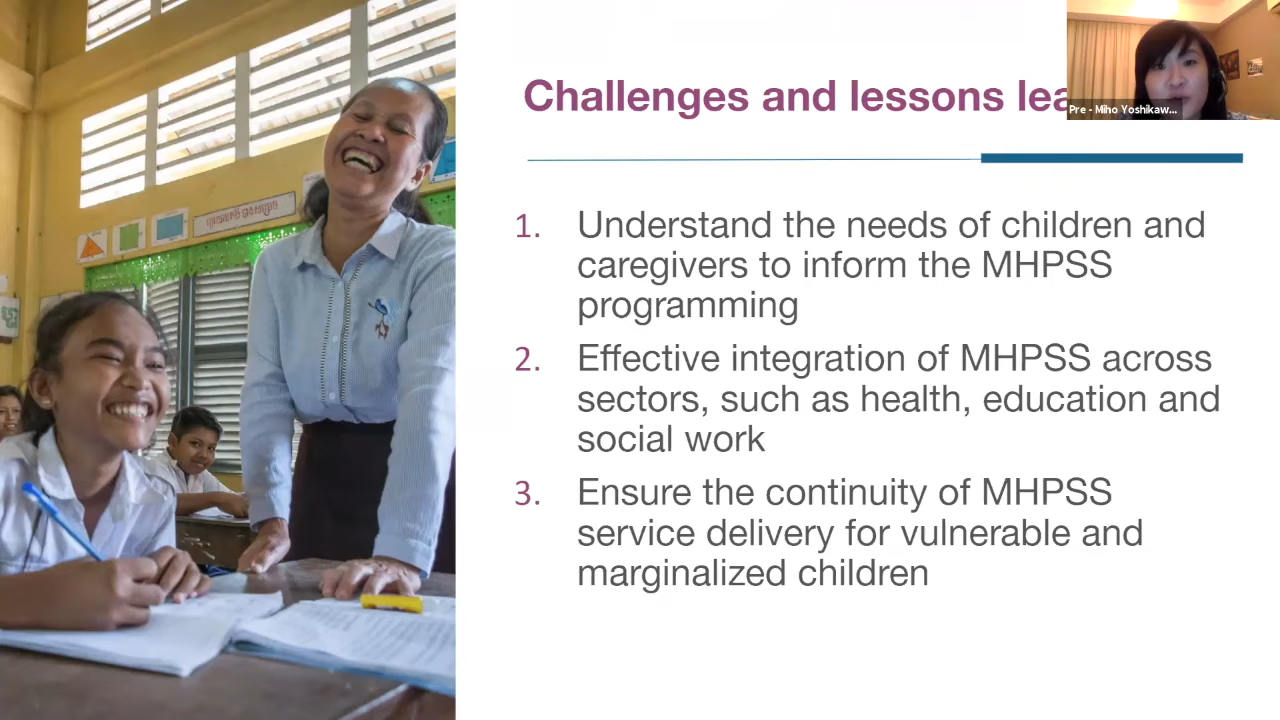 Challenges and lessons lea
Pre - Miho Yoshikaw...
1. Understand the needs of children and
caregivers to inform the MHPSS
programming
2. Effective integration of MHPSS across
sectors, such as health, education and
social work
3. Ensure the continuity of MHPSS
service delivery for vulnerable and
marginalized children